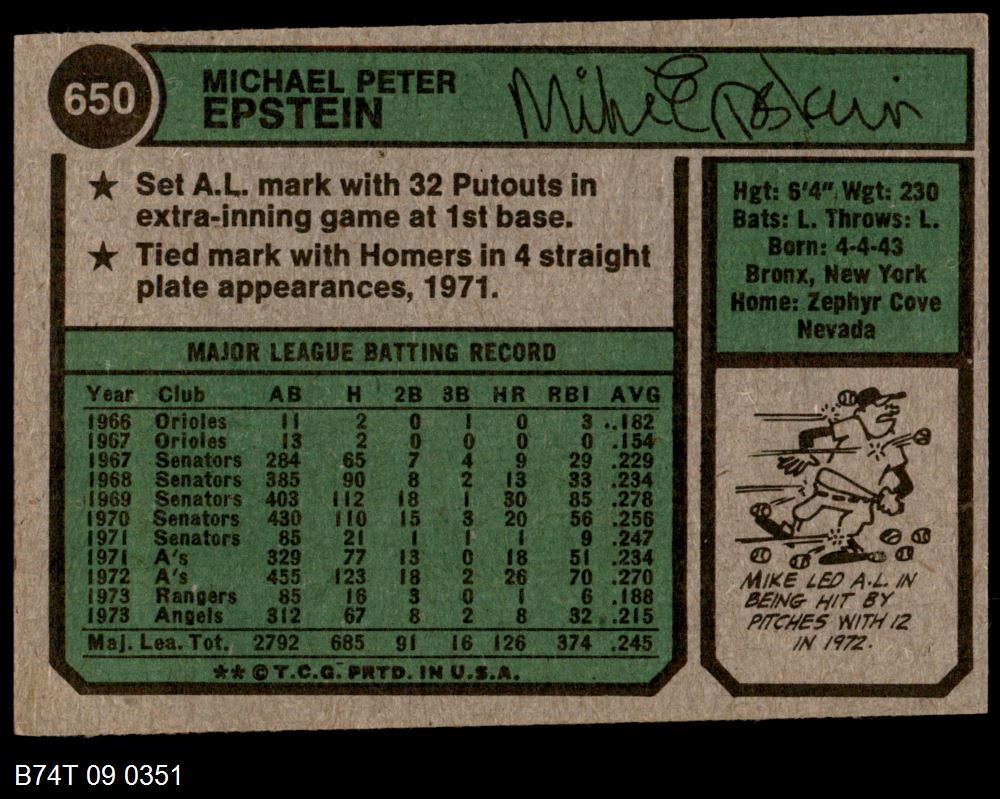 650
MICHAEL PETER
EPSTEIN
Mike Epstein
★ Set A.L. mark with 32 Putouts in
extra-inning game at 1st base.
★ Tied mark with Homers in 4 straight
plate appearances, 1971.
Hgt: 6'4" Wgt: 230
Bats: L. Throws: L.
Born: 4-4-43
Bronx, New York
Home: Zephyr Cove
Nevada
MAJOR LEAGUE BATTING RECORD
Year Club AB H 2B 3B HR RBI AVG
1966 Orioles 11 2 0 1 0 3 ..182
1967 Orioles 13 2 0 0 0 0 .154
1967 Senators 284 65 7 4 9 29 .229
1968 Senators 385 90 8 2 13 33 .234
1969 Senators 403 112 18 1 30 85 .278
1970 Senators 430 110 15 3 20 56 .256
1971 Senators 85 21 1 1 1 9 .247
1971 A's 329 77 13 0 18 51 .234
1972 A's 455 123 18 2 26 70 .270
1973 Rangers 85 16 3 0 1 6 .188
1973 Angels 312 67 8 2 8 32 .215
Maj. Lea. Tot. 2792 685 91 16 126 374 .245
** © T.C.G. PRTD. IN U.S.A.
MIKE LED A.L. IN
BEING HIT BY
PITCHES WITH 12
IN 1972.
B74T 09 0351